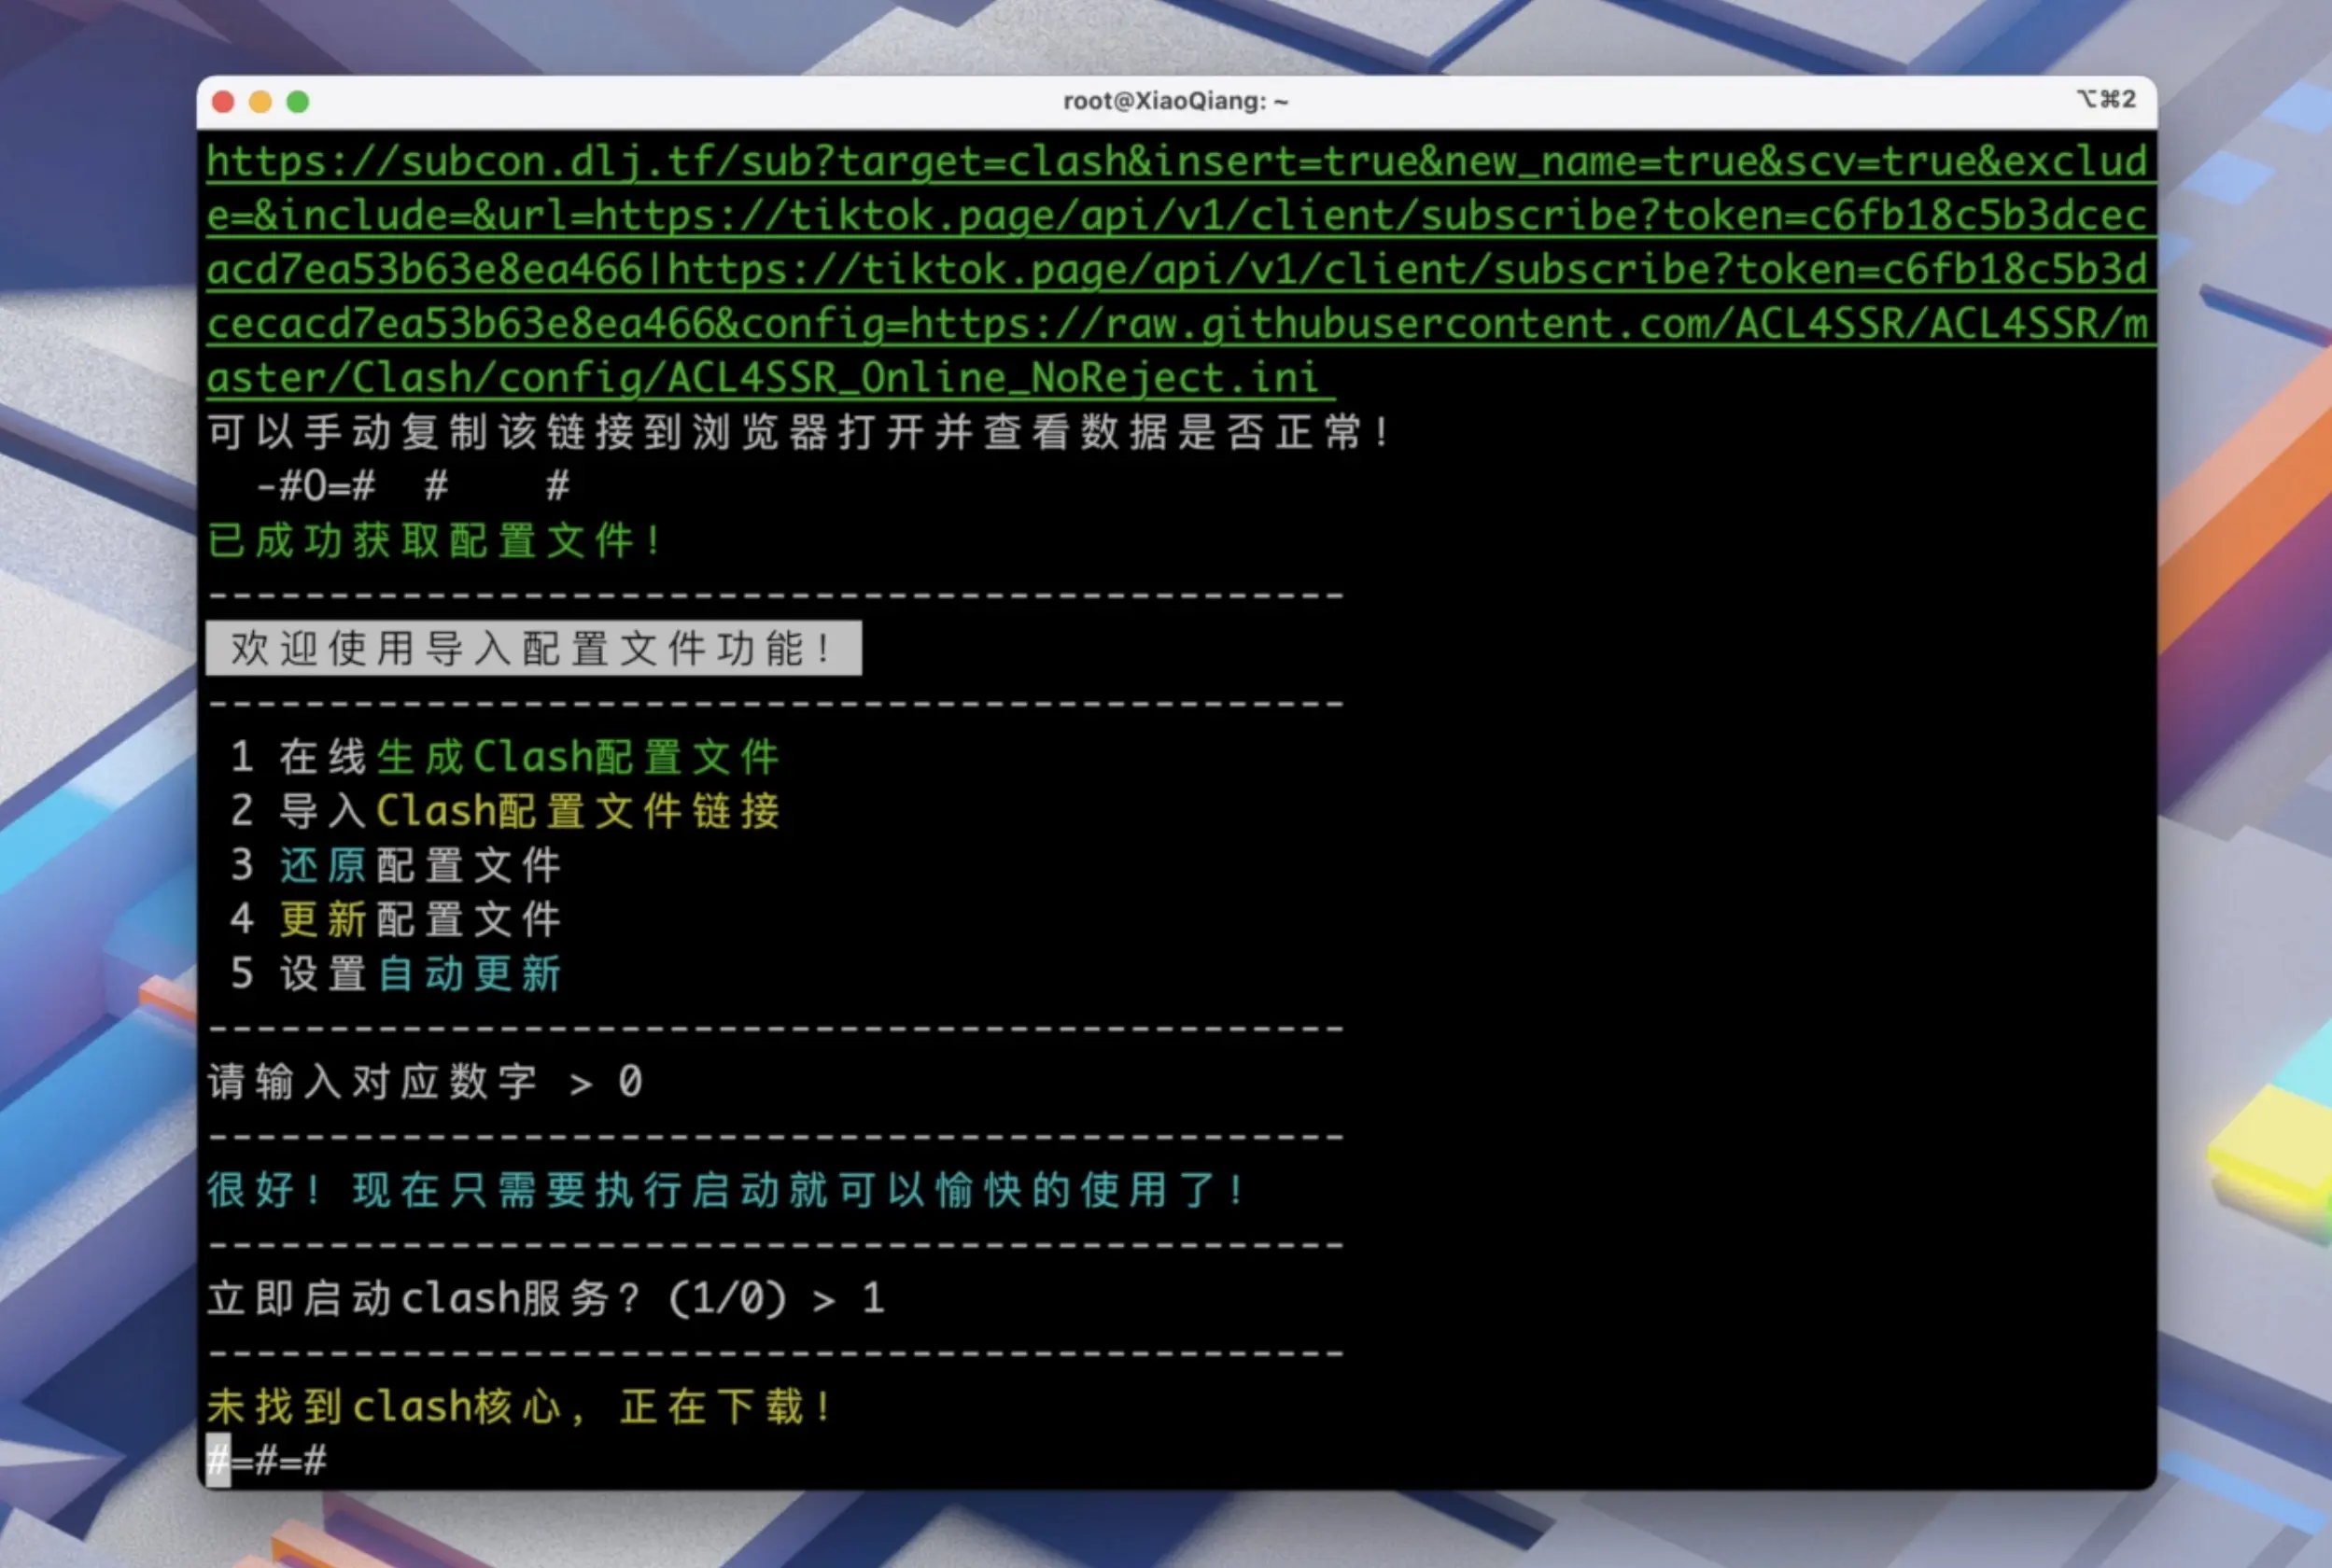 root@XiaoQiang: ~
⌥⌘2
https://subcon.dlj.tf/sub?target=clash&insert=true&new_name=true&scv=true&exclud
e=&include=&url=https://tiktok.page/api/v1/client/subscribe?token=c6fb18c5b3dcec
acd7ea53b63e8ea466|https://tiktok.page/api/v1/client/subscribe?token=c6fb18c5b3d
cecacd7ea53b63e8ea466&config=https://raw.githubusercontent.com/ACL4SSR/ACL4SSR/m
aster/Clash/config/ACL4SSR_Online_NoReject.ini
可以手动复制该链接到浏览器打开并查看数据是否正常!
-#O=# # #
已成功获取配置文件!
-----------------------------------------------
欢迎使用导入配置文件功能!
-----------------------------------------------
1 在线生成Clash配置文件
2 导入Clash配置文件链接
3 还原配置文件
4 更新配置文件
5 设置自动更新
-----------------------------------------------
请输入对应数字 > 0
-----------------------------------------------
很好! 现在只需要执行启动就可以愉快的使用了!
-----------------------------------------------
立即启动clash服务? (1/0) > 1
-----------------------------------------------
未找到clash核心, 正在下载!
#=#=#